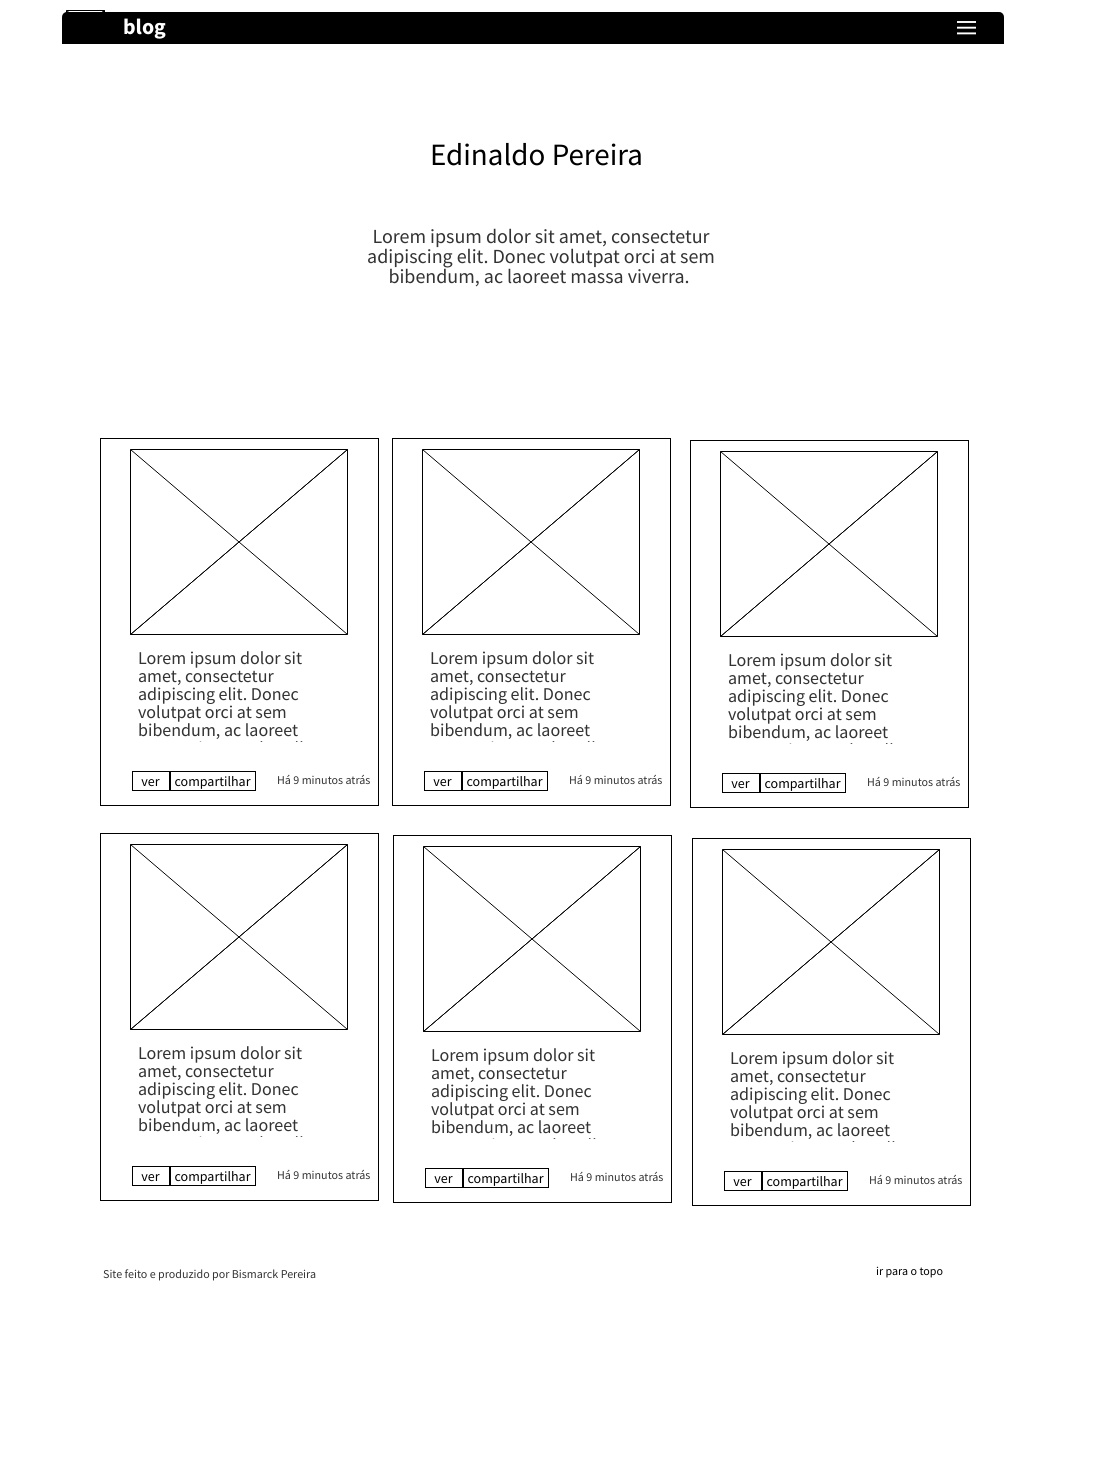 blog
Edinaldo Pereira
Lorem ipsum dolor sit amet, consectetur
adipiscing elit. Donec volutpat orci at sem
bibendum, ac laoreet massa viverra.
Lorem ipsum dolor sit
amet, consectetur
adipiscing elit. Donec
volutpat orci at sem
bibendum, ac laoreet
ver compartilhar Há 9 minutos atrás
Lorem ipsum dolor sit
amet, consectetur
adipiscing elit. Donec
volutpat orci at sem
bibendum, ac laoreet
ver compartilhar Há 9 minutos atrás
Lorem ipsum dolor sit
amet, consectetur
adipiscing elit. Donec
volutpat orci at sem
bibendum, ac laoreet
ver compartilhar Há 9 minutos atrás
Lorem ipsum dolor sit
amet, consectetur
adipiscing elit. Donec
volutpat orci at sem
bibendum, ac laoreet
ver compartilhar Há 9 minutos atrás
Lorem ipsum dolor sit
amet, consectetur
adipiscing elit. Donec
volutpat orci at sem
bibendum, ac laoreet
ver compartilhar Há 9 minutos atrás
Lorem ipsum dolor sit
amet, consectetur
adipiscing elit. Donec
volutpat orci at sem
bibendum, ac laoreet
ver compartilhar Há 9 minutos atrás
Site feito e produzido por Bismarck Pereira
ir para o topo